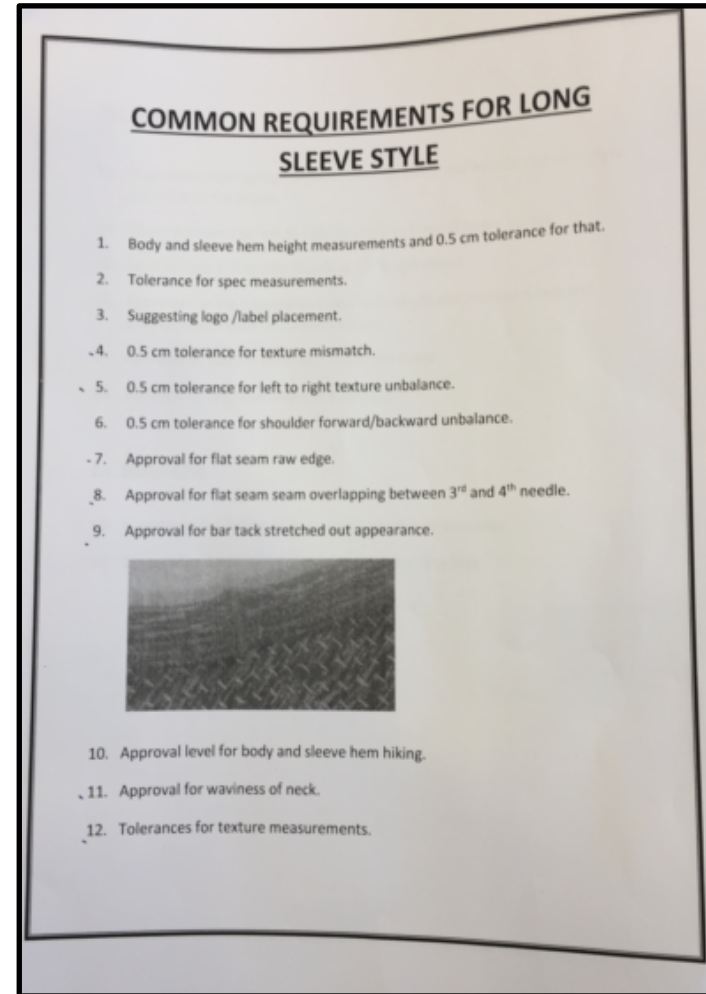 COMMON REQUIREMENTS FOR LONG
SLEEVE STYLE
1. Body and sleeve hem height measurements and 0.5 cm tolerance for that.
2. Tolerance for spec measurements.
3. Suggesting logo /label placement.
4. 0.5 cm tolerance for texture mismatch.
5. 0.5 cm tolerance for left to right texture unbalance.
6. 0.5 cm tolerance for shoulder forward/backward unbalance.
7. Approval for flat seam raw edge.
8. Approval for flat seam seam overlapping between 3rd and 4th needle.
9. Approval for bar tack stretched out appearance.
10. Approval level for body and sleeve hem hiking.
11. Approval for waviness of neck.
12. Tolerances for texture measurements.